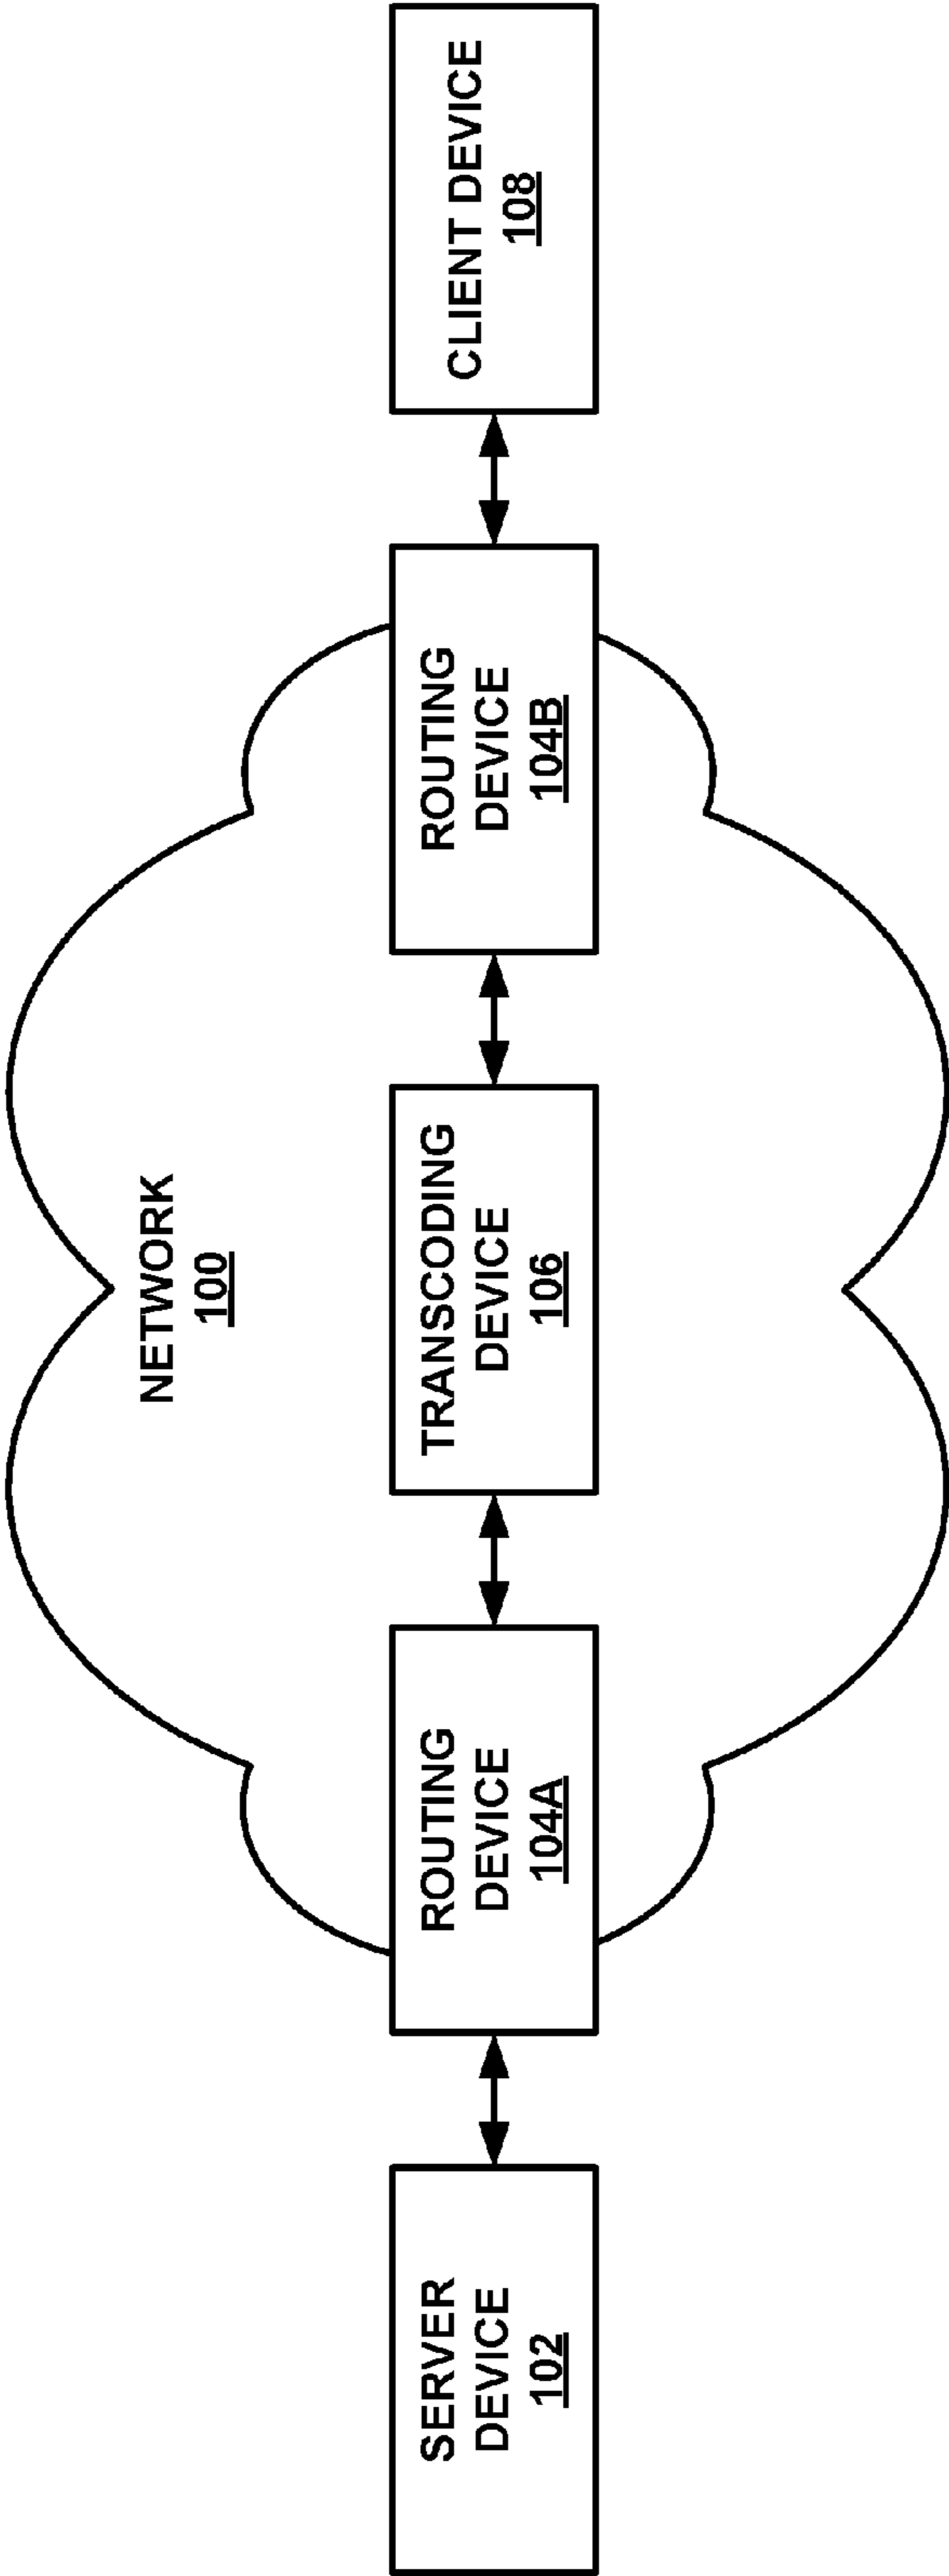 NETWORK
100
SERVER
DEVICE
102
ROUTING
DEVICE
104A
TRANSCODING
DEVICE
106
ROUTING
DEVICE
104B
CLIENT DEVICE
108